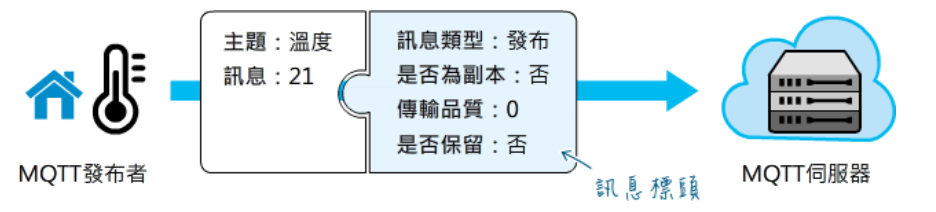 主題：溫度
訊息：21
訊息類型：發布
是否為副本：否
傳輸品質：0
是否保留：否
訊息標頭
MQTT發布者
MQTT伺服器